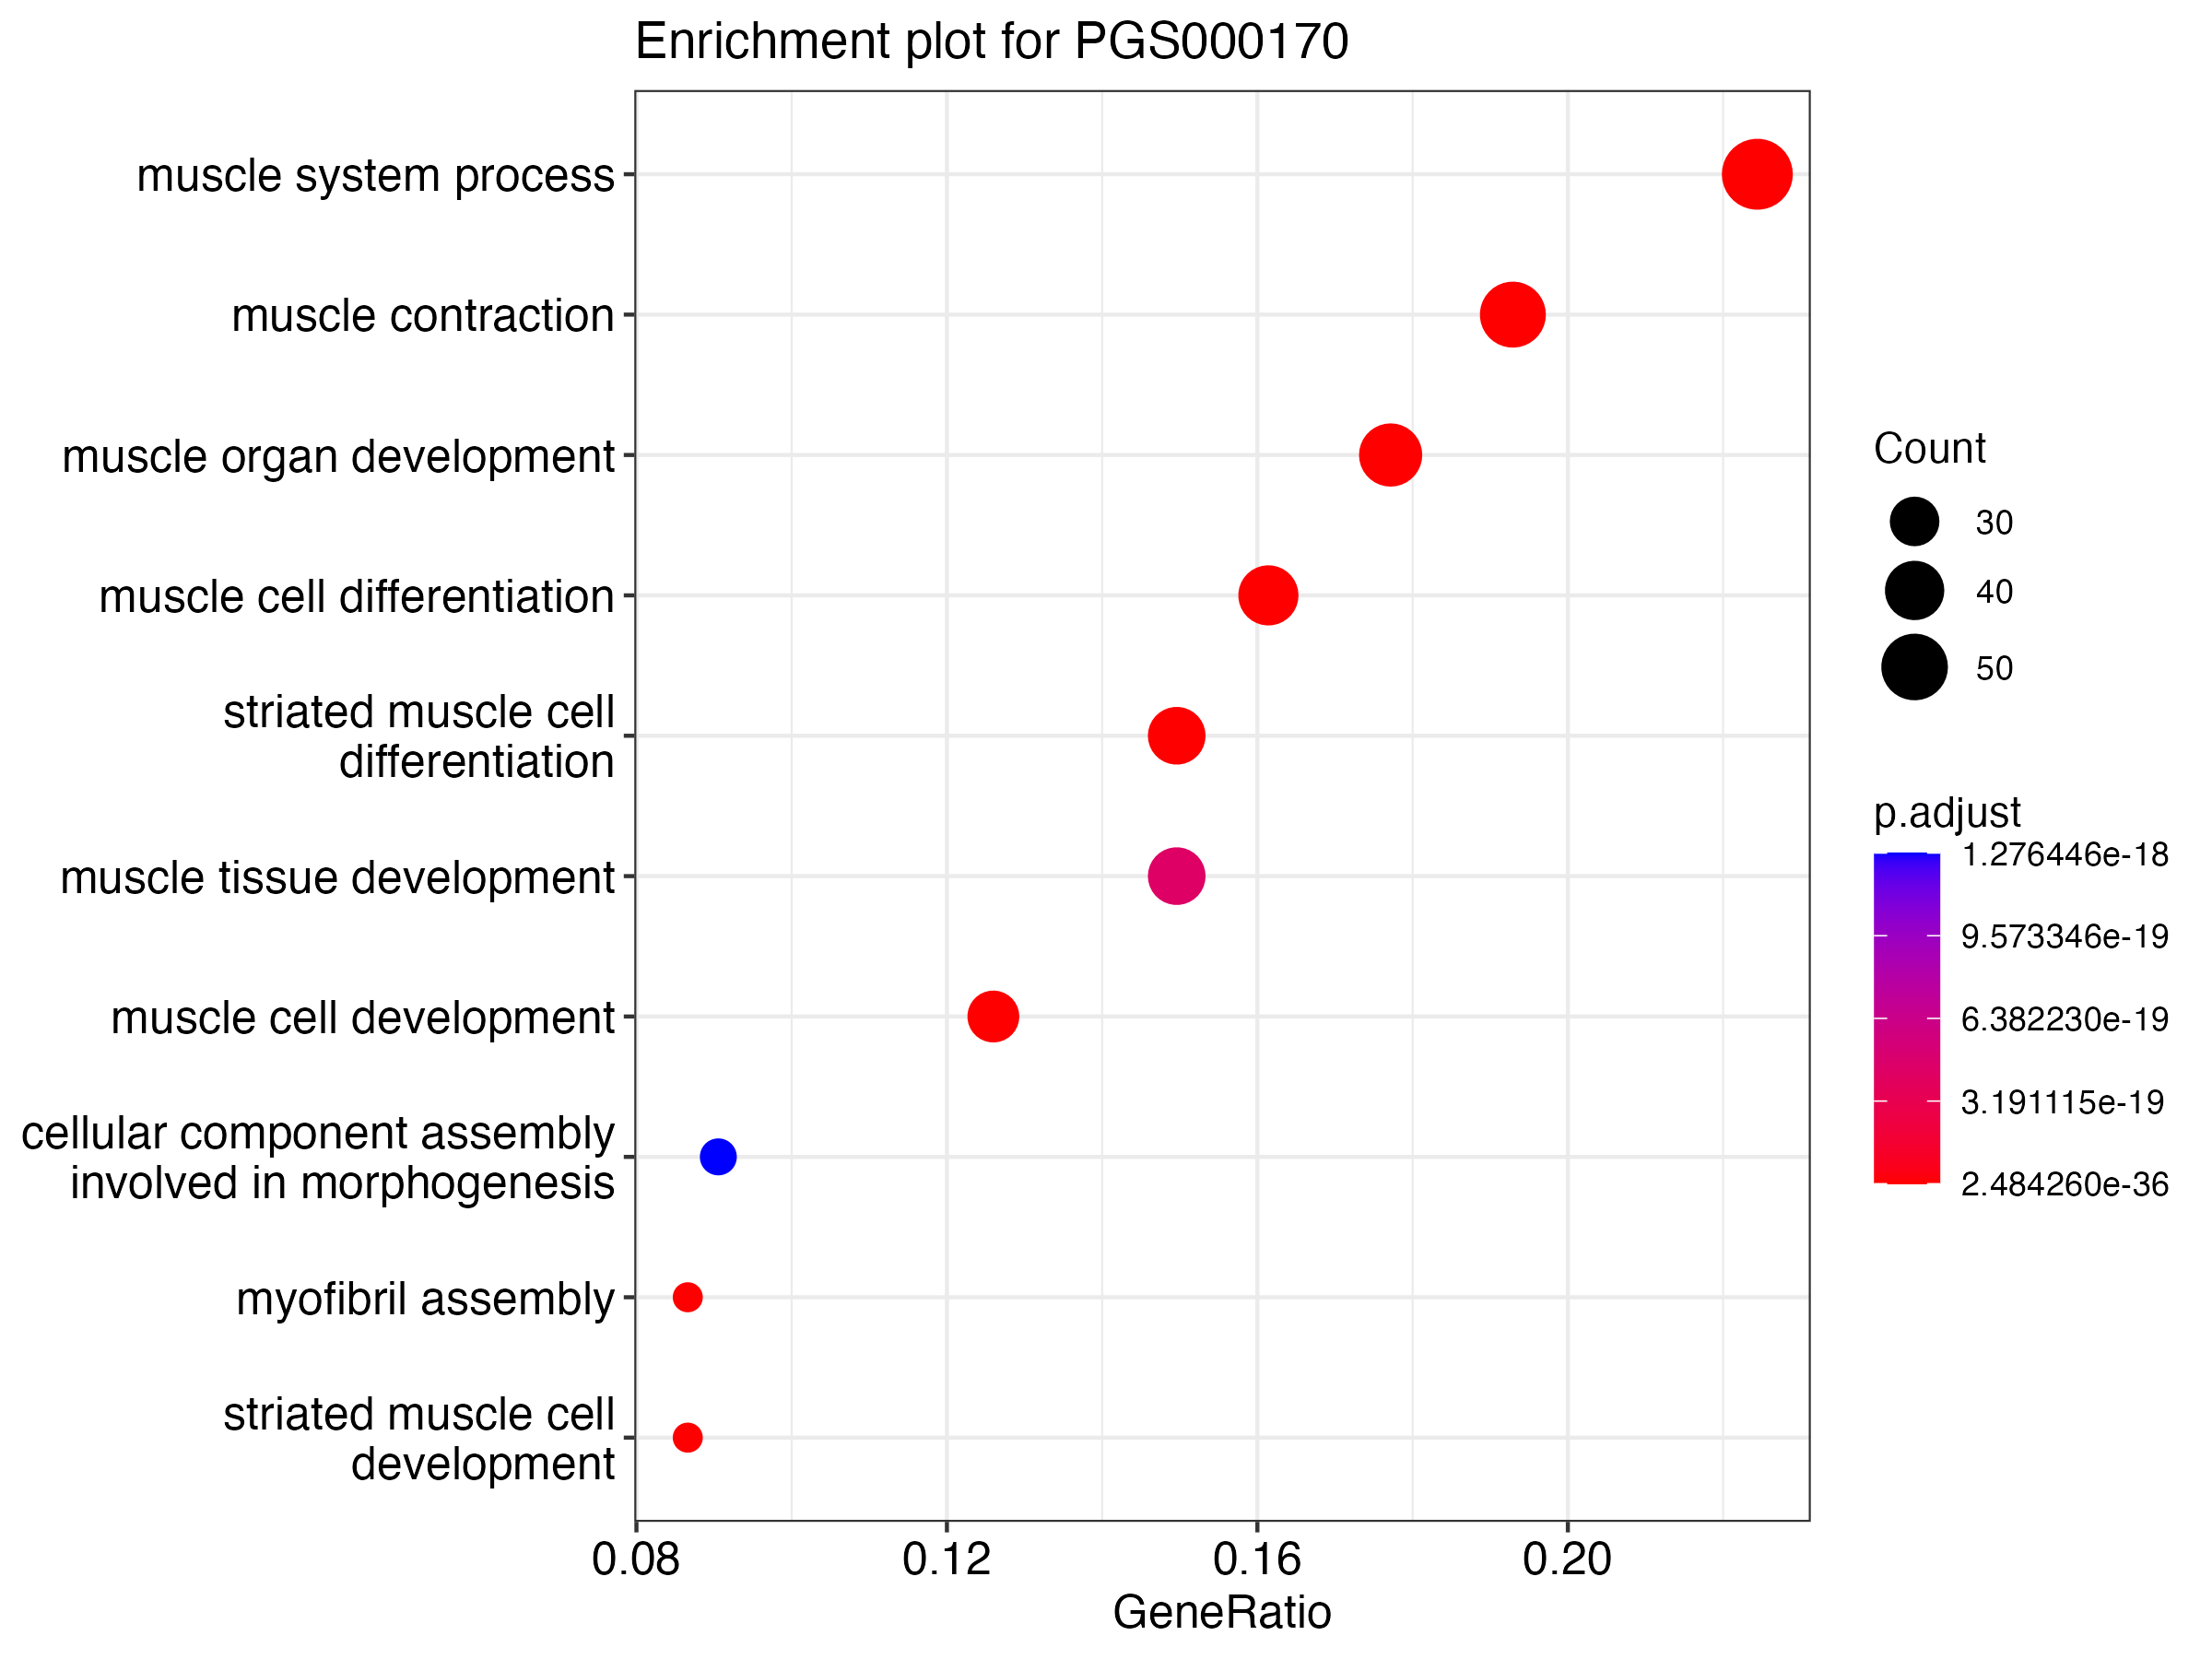 Enrichment plot for PGS000170
muscle system process
muscle contraction
muscle organ development
muscle cell differentiation
striated muscle cell
differentiation
muscle tissue development
muscle cell development
cellular component assembly
involved in morphogenesis
myofibril assembly
striated muscle cell
development
0.08
0.12
0.16
0.20
GeneRatio
Count
30
40
50
p.adjust
1.276446e-18
9.573346e-19
6.382230e-19
3.191115e-19
2.484260e-36